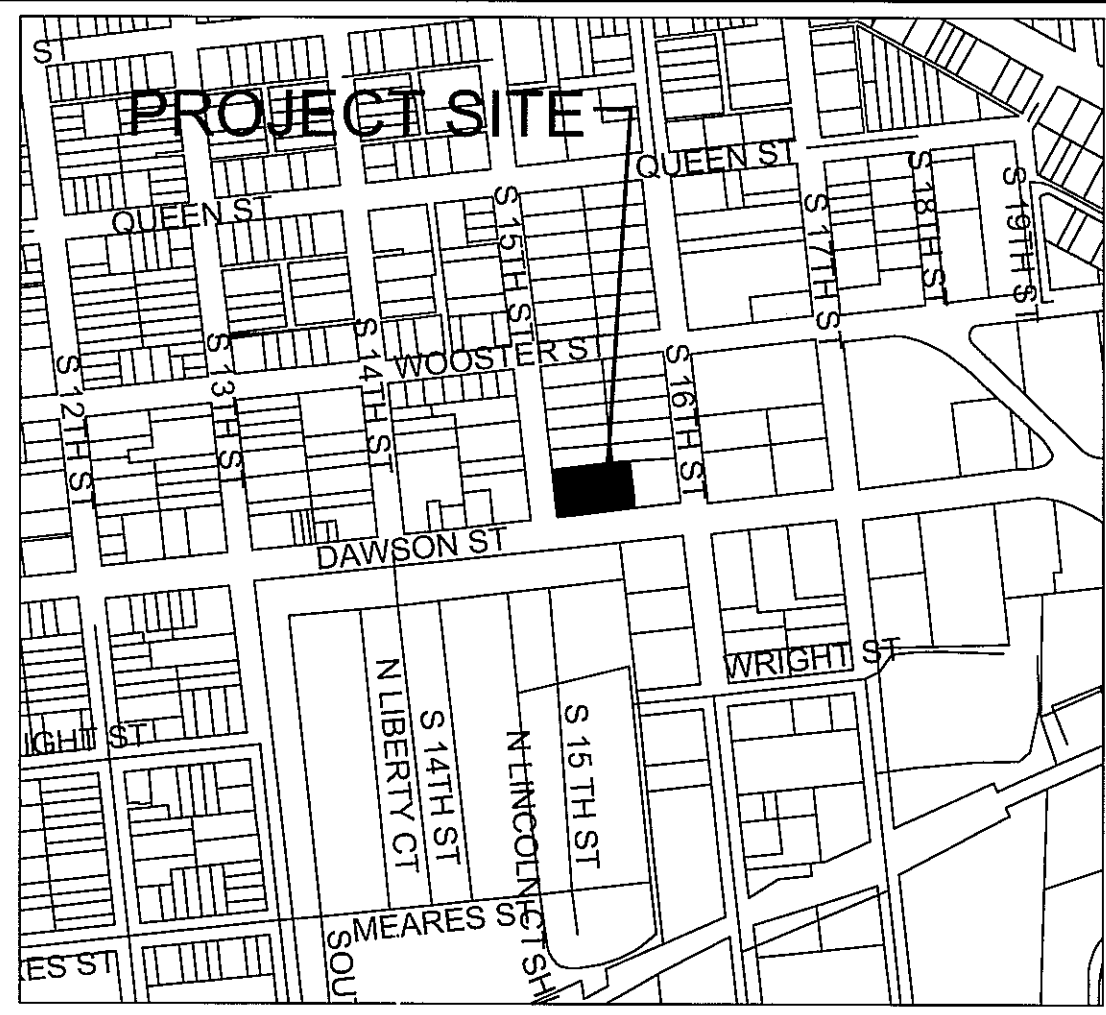 ST
PROJECT SITE
QUEEN ST
QUEEN ST
S 15TH ST
S 17TH ST
S 18TH ST
S 19TH ST
S 12TH ST
S 13TH ST
S 14TH ST
WOOSTER S
S 16TH ST
DAWSON ST
WRIGHT ST
N LIBERTY CT
S 14TH ST
N LINCOLN CT
S 15 TH ST
IGHT ST
MEARES ST
SOU
SHI
ES ST